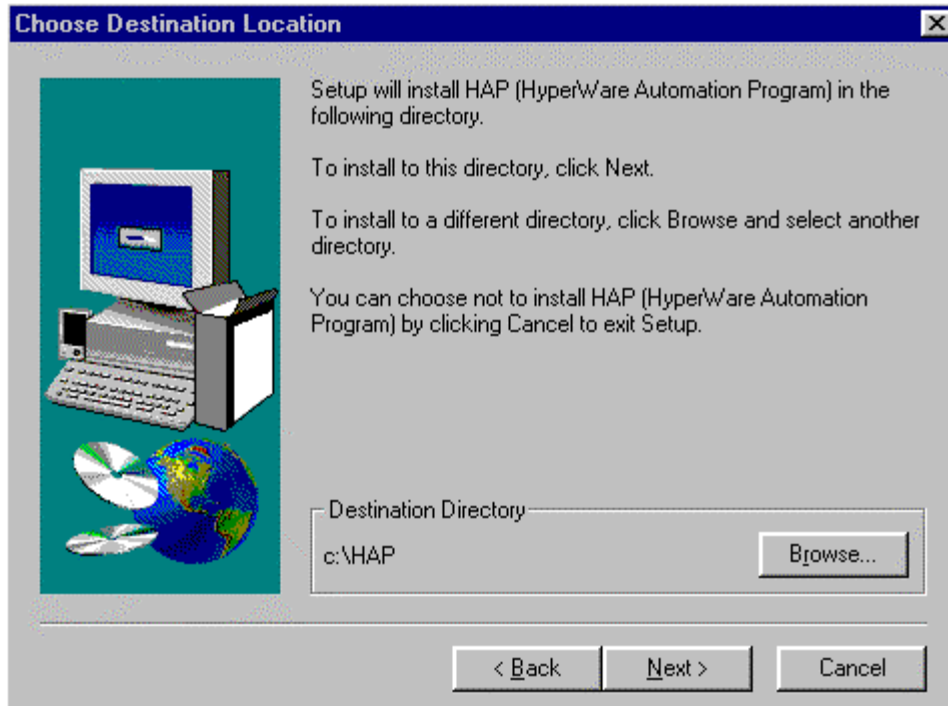 Choose Destination Location
Setup will install HAP (HyperWare Automation Program) in the
following directory.
To install to this directory, click Next.
To install to a different directory, click Browse and select another
directory.
You can choose not to install HAP (HyperWare Automation
Program) by clicking Cancel to exit Setup.
Destination Directory
c:\HAP
Browse...
< Back
Next >
Cancel